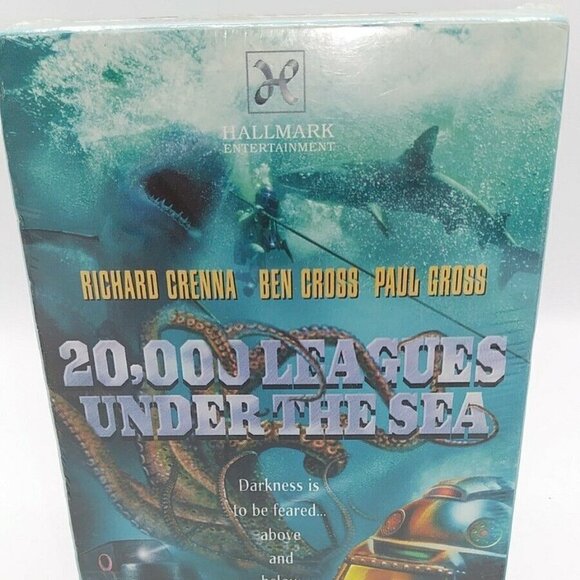 HALLMARK
ENTERTAINMENT
RICHARD CRENNA BEN CROSS PAUL GROSS
20,000 LEAGUES
UNDER THE SEA
Darkness is
to be feared...
above
and
below